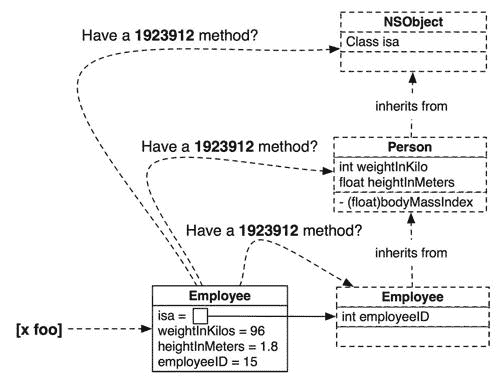 NSObject
Class isa
Have a 1923912 method?
inherits from
Person
int weightInKilo
float heightInMeters
- (float)bodyMassIndex
Have a 1923912 method?
inherits from
Have a 1923912 method?
Employee
int employeeID
Employee
isa =
weightInKilos = 96
heightInMeters = 1.8
employeeID = 15
[x foo]